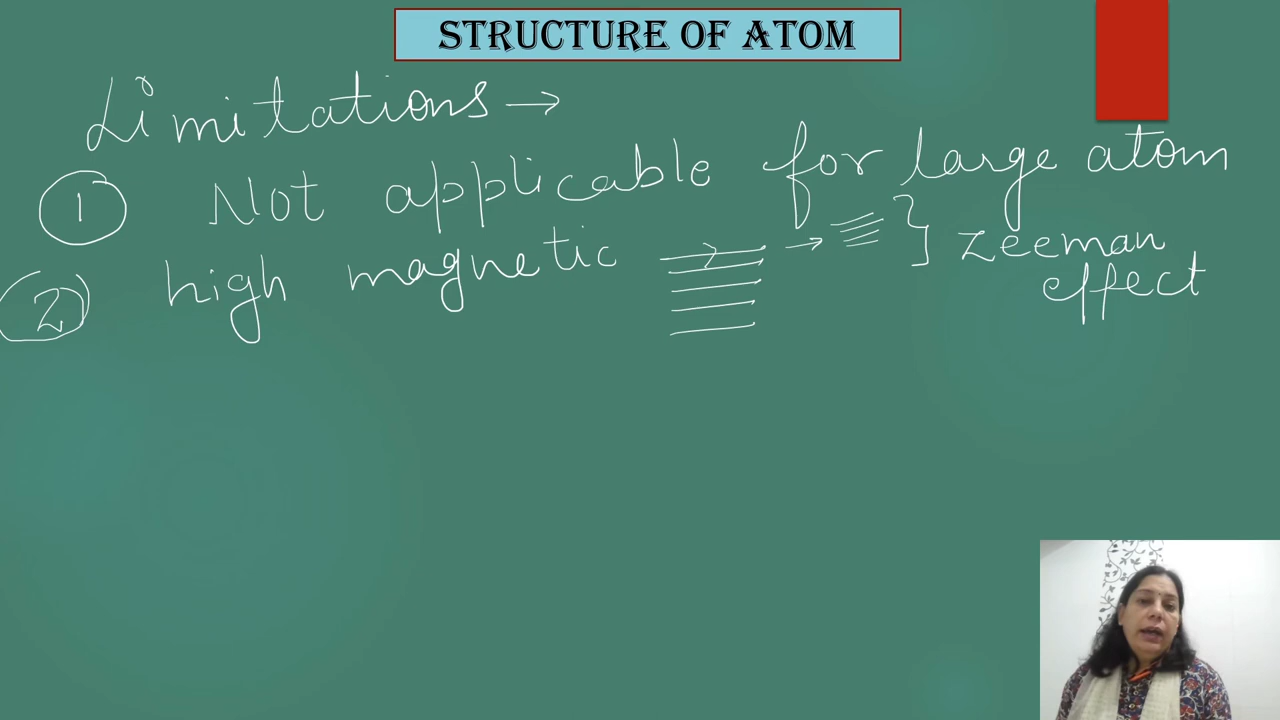 STRUCTURE OF ATOM
Limitations →
1 Not applicable for large atom
2 high magnetic → → } zeeman
effect